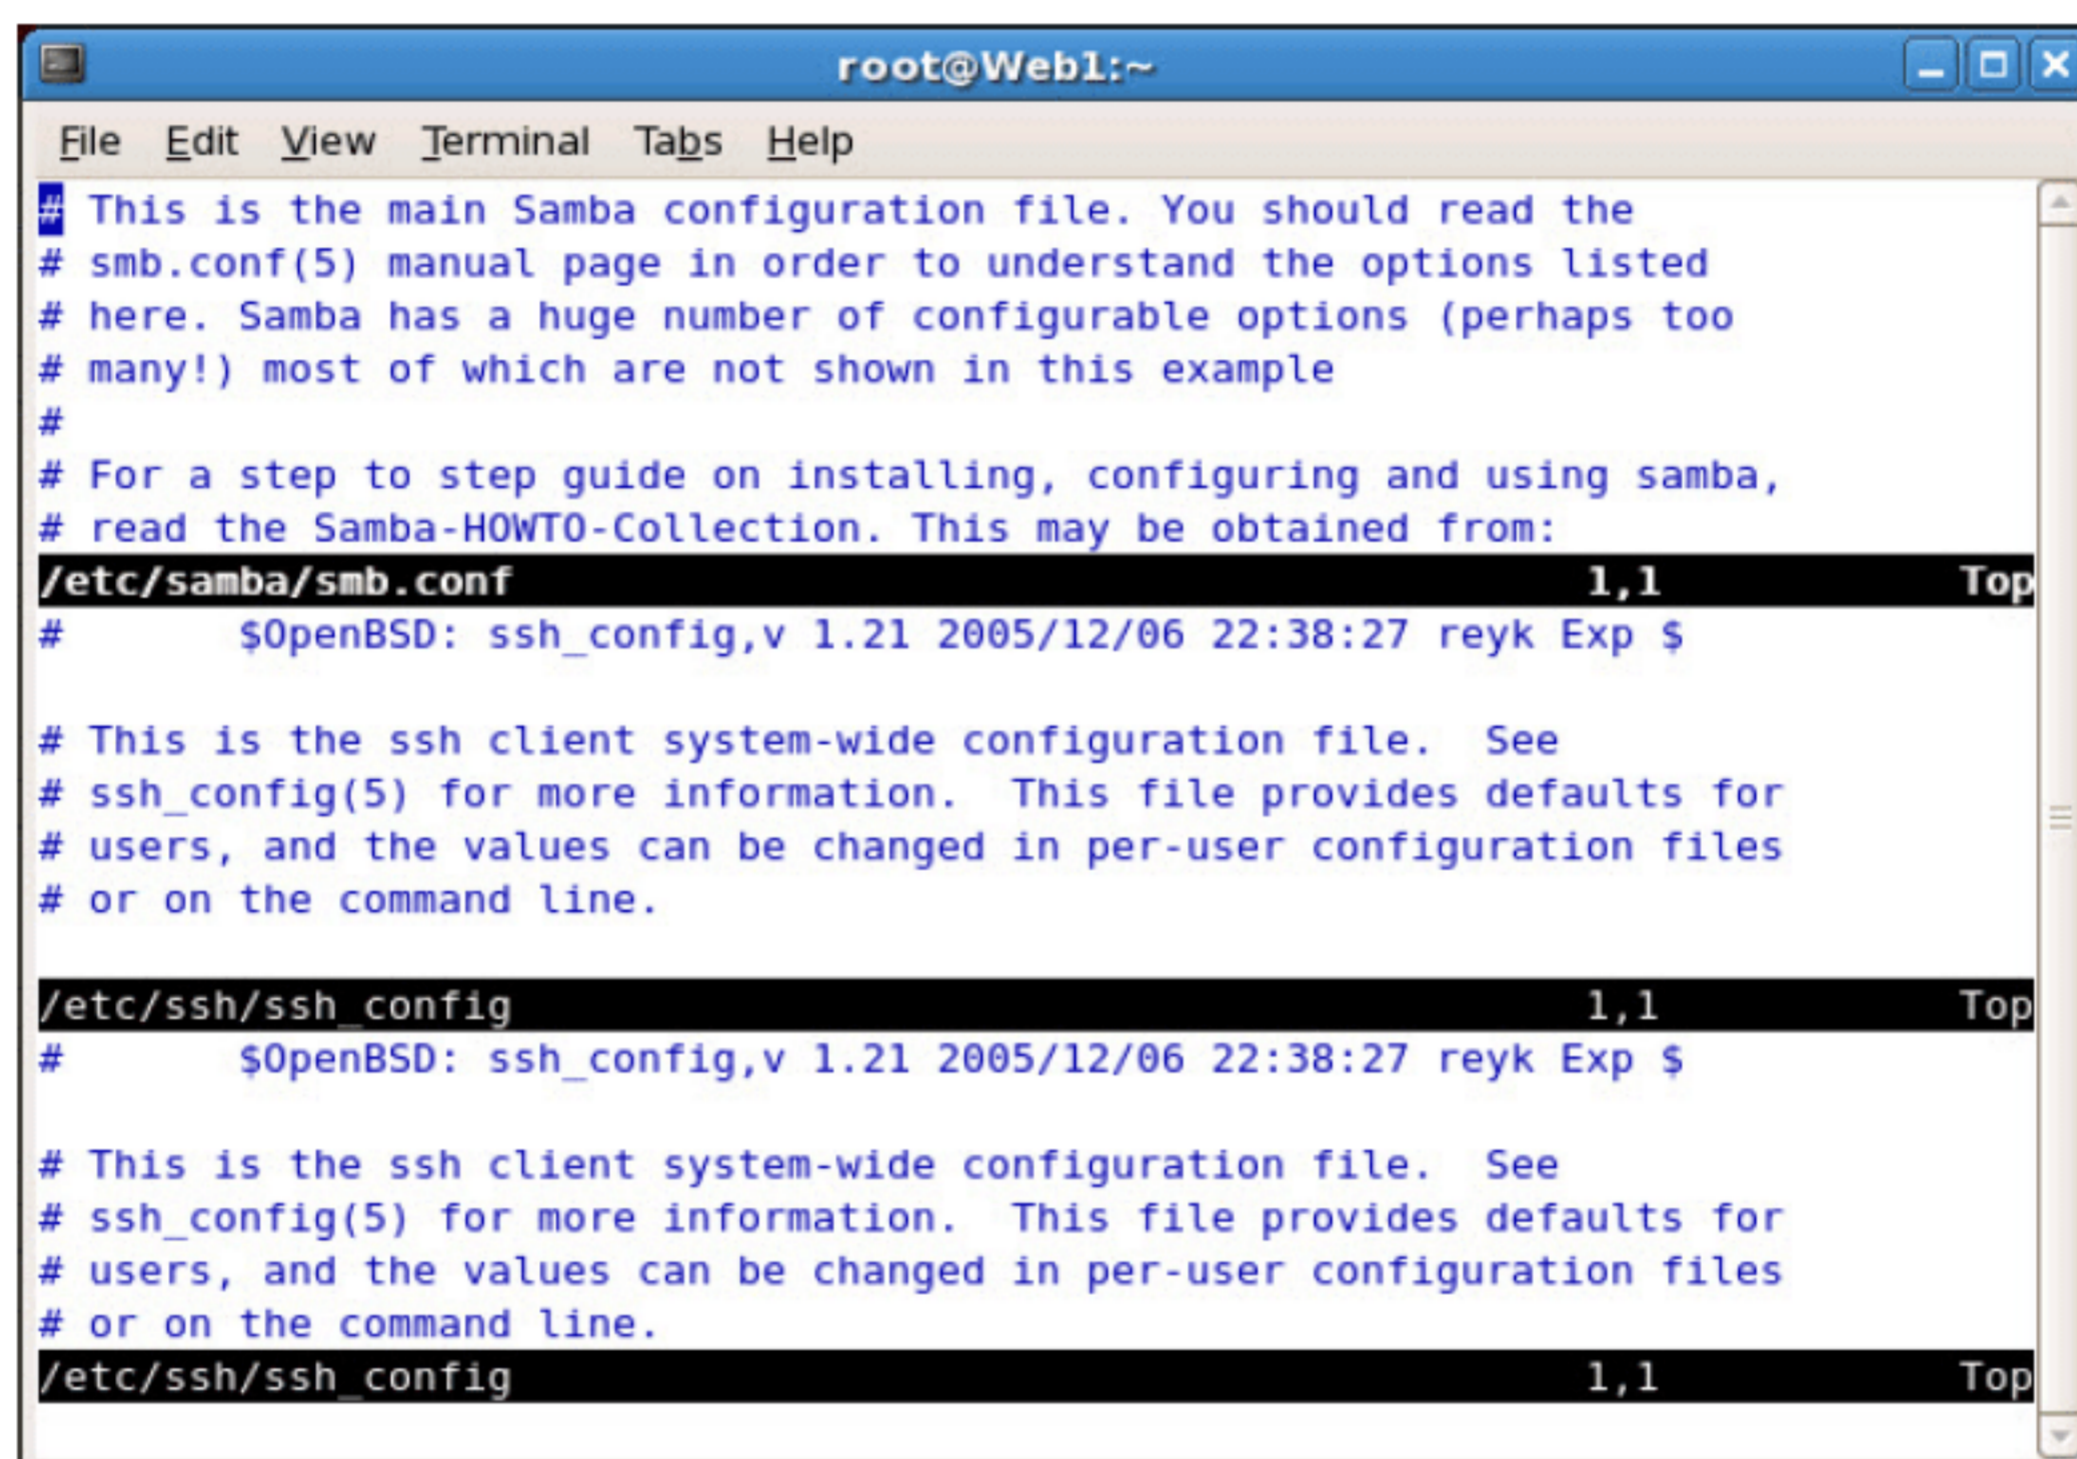 root@Web1:~
File Edit View Terminal Tabs Help
# This is the main Samba configuration file. You should read the
# smb.conf(5) manual page in order to understand the options listed
# here. Samba has a huge number of configurable options (perhaps too
# many!) most of which are not shown in this example
#
# For a step to step guide on installing, configuring and using samba,
# read the Samba-HOWTO-Collection. This may be obtained from:
/etc/samba/smb.conf 1,1 Top
# $OpenBSD: ssh_config,v 1.21 2005/12/06 22:38:27 reyk Exp $
# This is the ssh client system-wide configuration file.  See
# ssh_config(5) for more information.  This file provides defaults for
# users, and the values can be changed in per-user configuration files
# or on the command line.
/etc/ssh/ssh_config 1,1 Top
# $OpenBSD: ssh_config,v 1.21 2005/12/06 22:38:27 reyk Exp $
# This is the ssh client system-wide configuration file.  See
# ssh_config(5) for more information.  This file provides defaults for
# users, and the values can be changed in per-user configuration files
# or on the command line.
/etc/ssh/ssh_config 1,1 Top